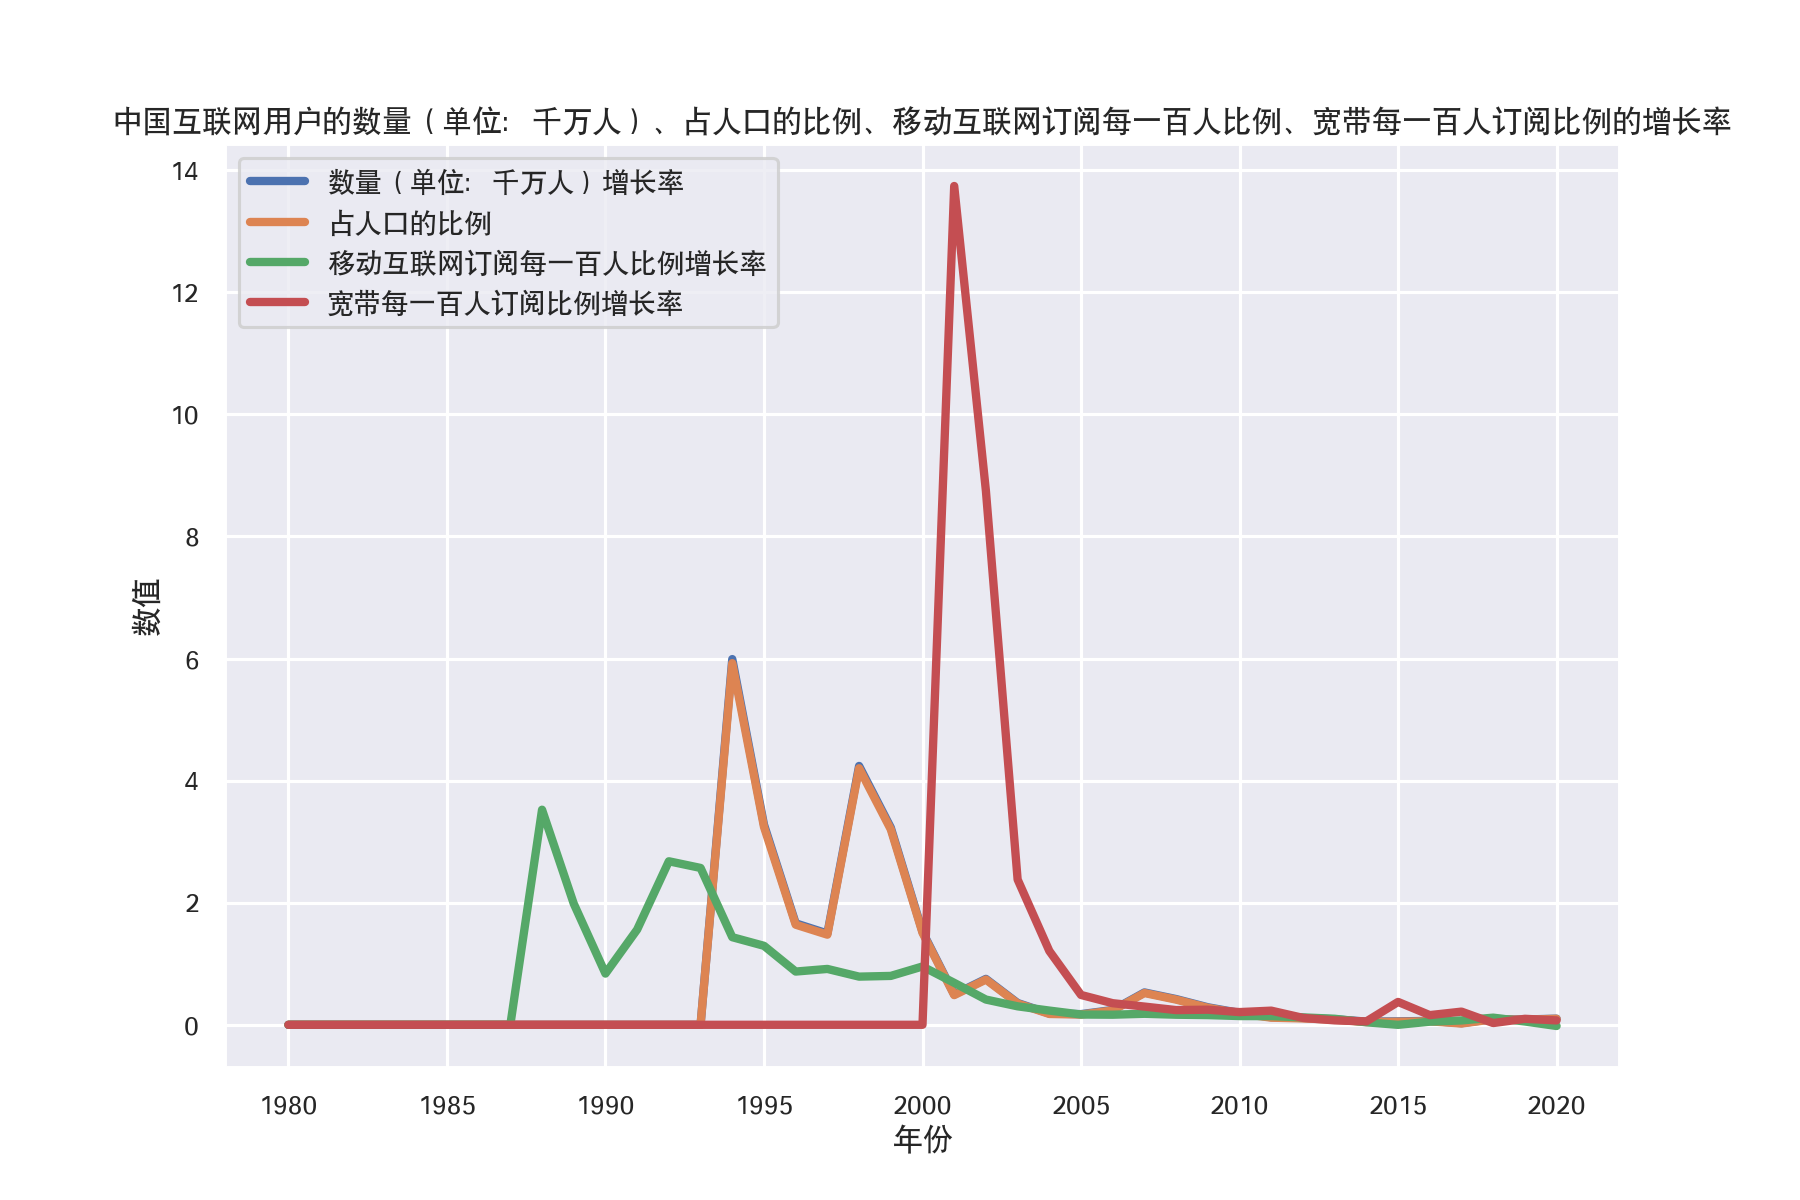 中国互联网用户的数量（单位: 千万人）、占人口的比例、移动互联网订阅每一百人比例、宽带每一百人订阅比例的增长率
数量（单位: 千万人）增长率
占人口的比例
移动互联网订阅每一百人比例增长率
宽带每一百人订阅比例增长率
14
12
10
8
6
4
2
0
数值
1980 1985 1990 1995 2000 2005 2010 2015 2020
年份